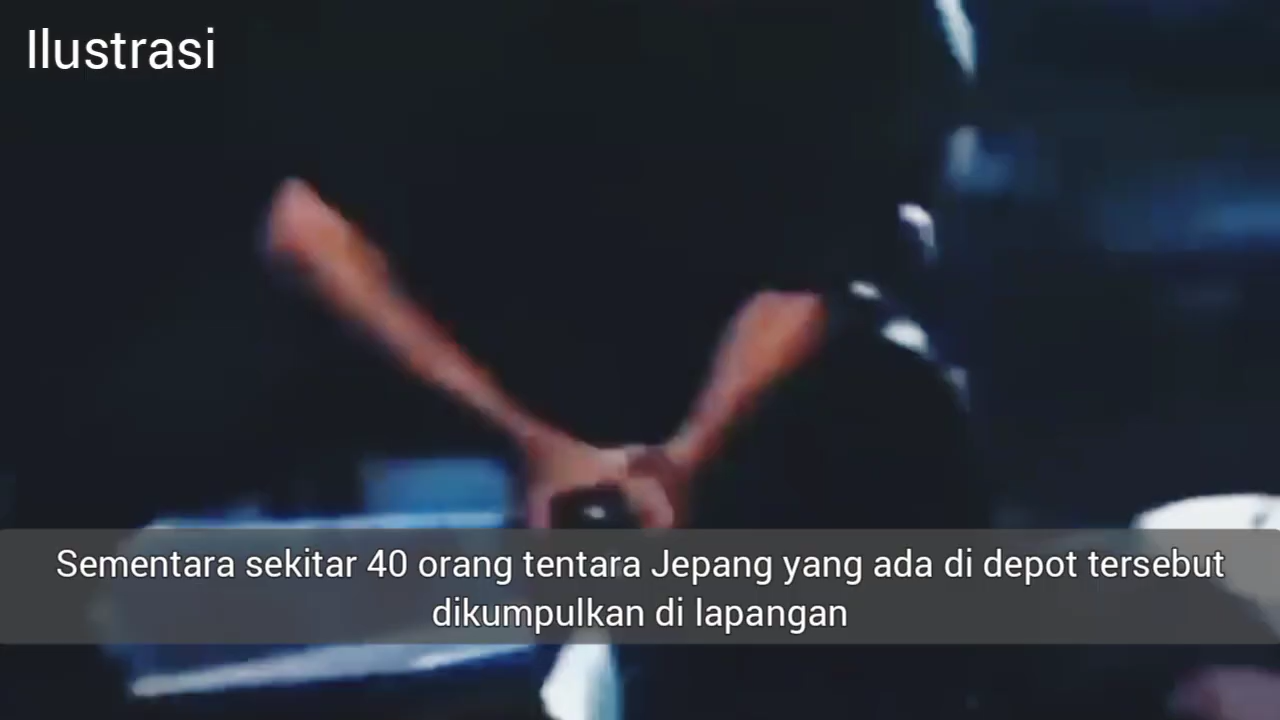 Ilustrasi
Sementara sekitar 40 orang tentara Jepang yang ada di depot tersebut
dikumpulkan di lapangan